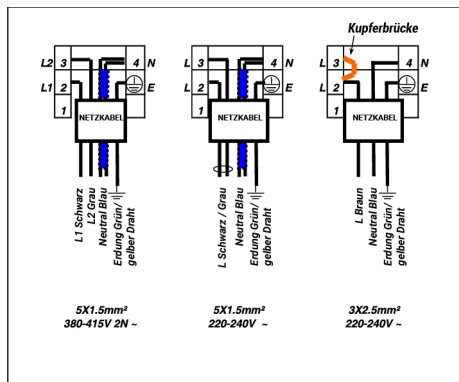 Kupferbrücke
L2 3 4 N
L1 2 E
1
NETZKABEL
L1 Schwarz
L2 Grau
Neutral Blau
Erdung Grün/
gelber Draht
5X1.5mm²
380-415V 2N ~
L 3 4 N
L 2 E
1
NETZKABEL
L Schwarz / Grau
Neutral Blau
Erdung Grün/
gelber Draht
5X1.5mm²
220-240V ~
L 3 4 N
L 2 E
1
NETZKABEL
L Braun
Neutral Blau
Erdung Grün/
gelber Draht
3X2.5mm²
220-240V ~